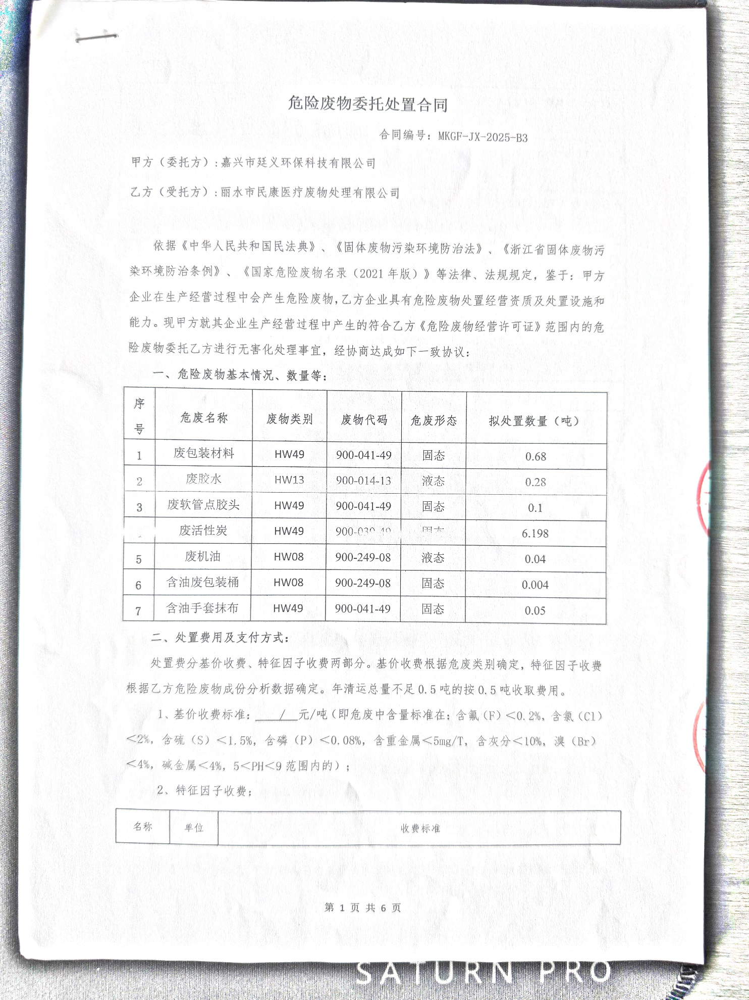 危险废物委托处置合同
合同编号：MKGF-JX-2025-B3
甲方（委托方）:嘉兴市廷义环保科技有限公司
乙方（受托方）:丽水市民康医疗废物处理有限公司
依据《中华人民共和国民法典》、《固体废物污染环境防治法》、《浙江省固体废物污
染环境防治条例》、《国家危险废物名录（2021年版）》等法律、法规规定，鉴于：甲方
企业在生产经营过程中会产生危险废物,乙方企业具有危险废物处置经营资质及处置设施和
能力。现甲方就其企业生产经营过程中产生的符合乙方《危险废物经营许可证》范围内的危
险废物委托乙方进行无害化处理事宜，经协商达成如下一致协议：
一、危险废物基本情况、数量等：
序号 危废名称 废物类别 废物代码 危废形态 拟处置数量（吨）
1 废包装材料 HW49 900-041-49 固态 0.68
2 废胶水 HW13 900-014-13 液态 0.28
3 废软管点胶头 HW49 900-041-49 固态 0.1
废活性炭 HW49 900-039-49 固态 6.198
5 废机油 HW08 900-249-08 液态 0.04
6 含油废包装桶 HW08 900-249-08 固态 0.004
7 含油手套抹布 HW49 900-041-49 固态 0.05
二、处置费用及支付方式：
处置费分基价收费、特征因子收费两部分。基价收费根据危废类别确定，特征因子收费
根据乙方危险废物成份分析数据确定。年清运总量不足0.5吨的按0.5吨收取费用。
1、基价收费标准：　/　元/吨（即危废中含量标准在：含氟（F）＜0.2%，含氯（Cl）
＜2%，含硫（S）＜1.5%，含磷（P）＜0.08%，含重金属＜5mg/T，含灰分＜10%，溴（Br）
＜4%，碱金属＜4%，5＜PH＜9范围内的）；
2、特征因子收费；
名称 单位 收费标准
第 1 页 共 6 页
SATURN PRO